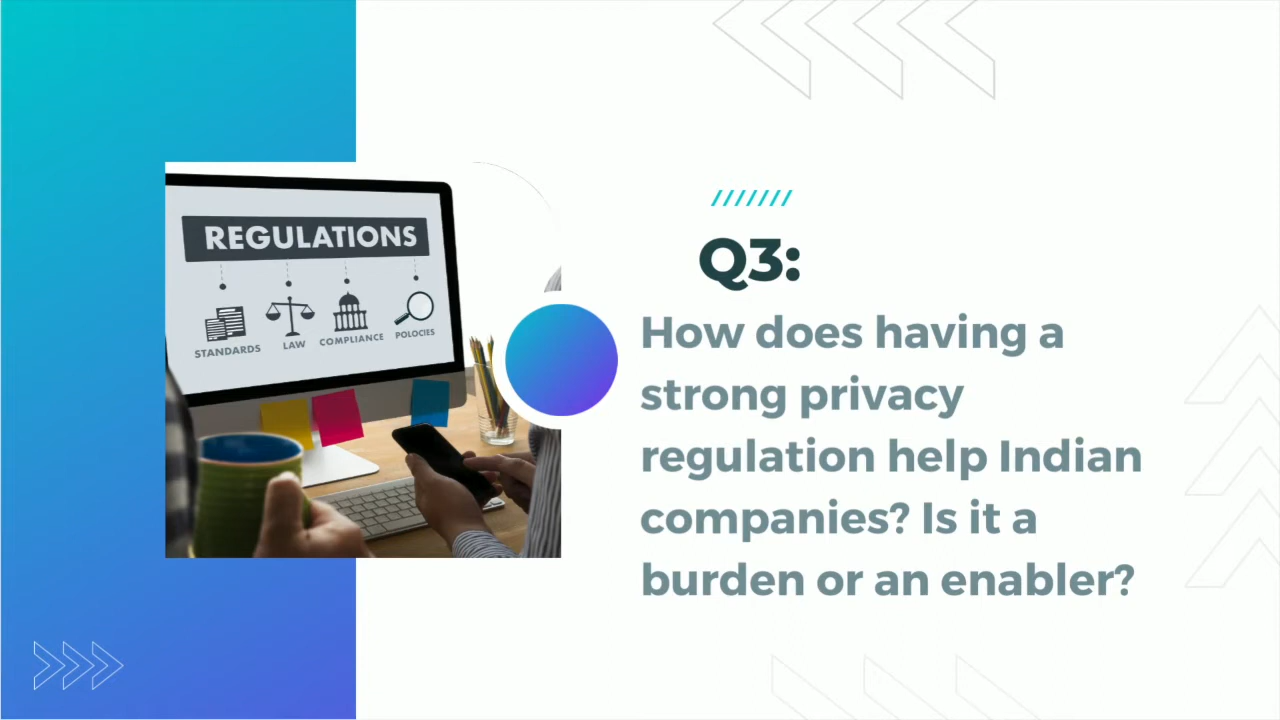 REGULATIONS
STANDARDS
LAW
COMPLIANCE
POLOCIES
Q3:
How does having a
strong privacy
regulation help Indian
companies? Is it a
burden or an enabler?